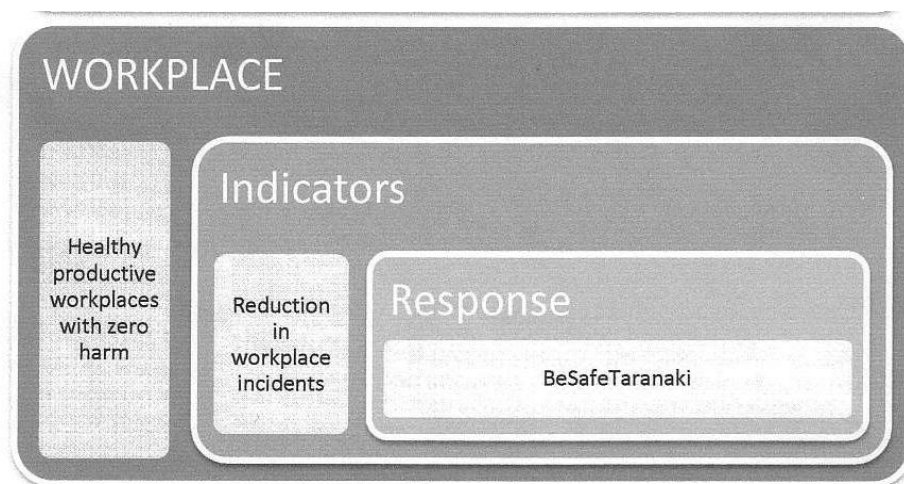 WORKPLACE
Healthy
productive
workplaces
with zero
harm
Indicators
Reduction
in
workplace
incidents
Response
BeSafeTaranaki